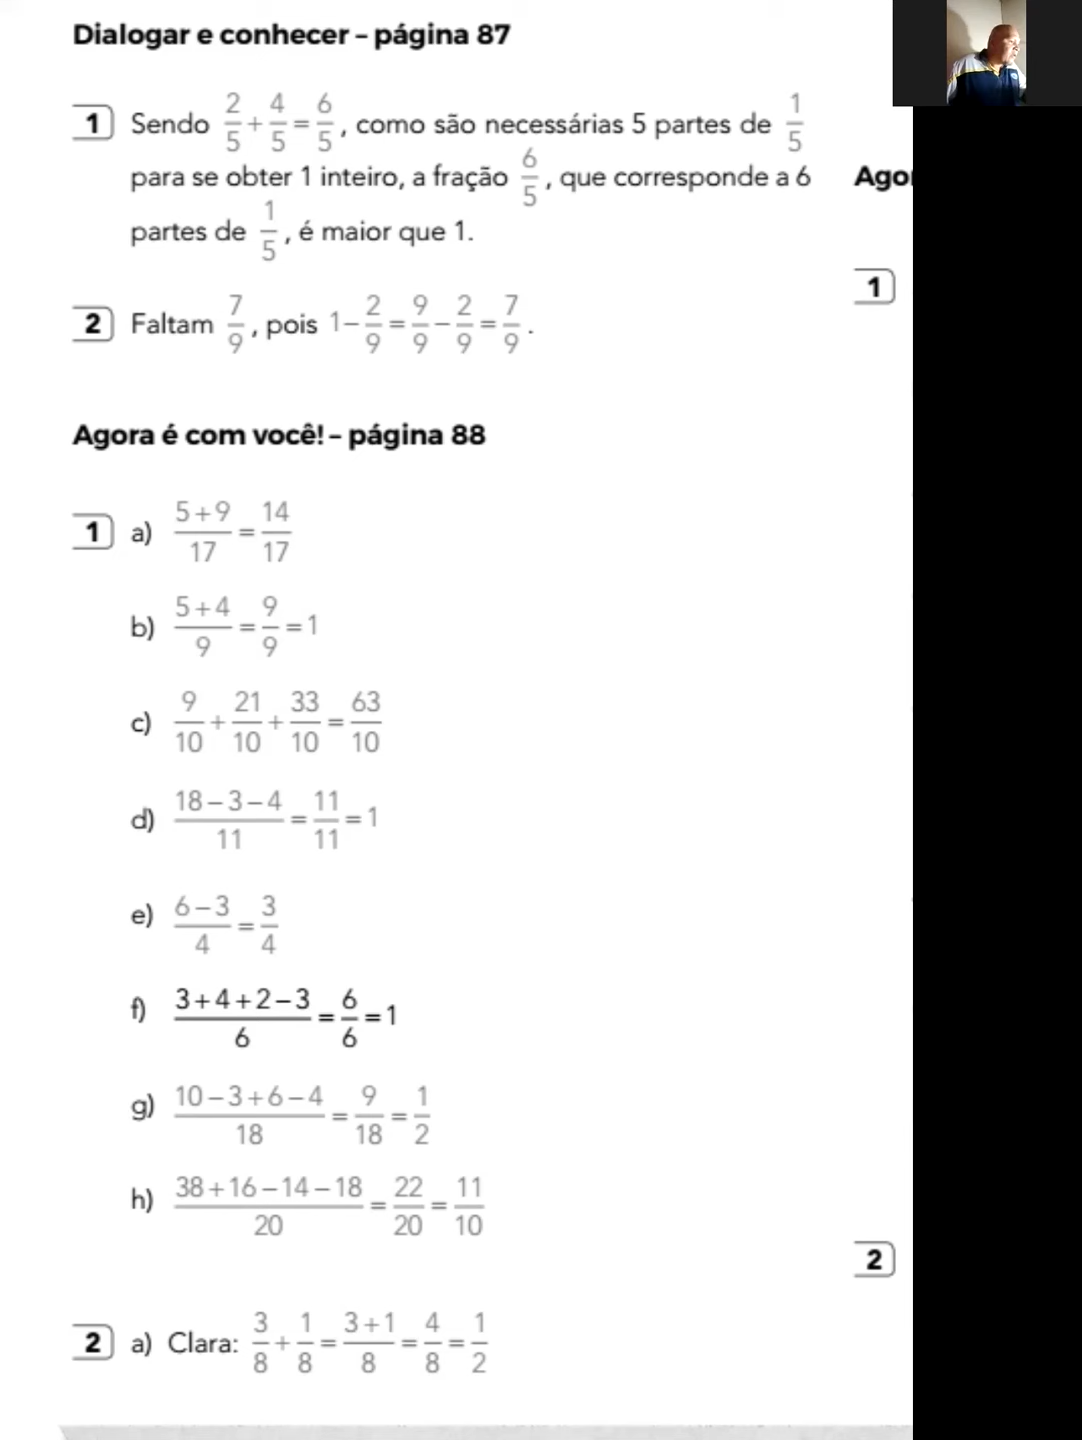 Dialogar e conhecer – página 87
1 Sendo 2/5 + 4/5 = 6/5, como são necessárias 5 partes de 1/5
para se obter 1 inteiro, a fração 6/5, que corresponde a 6
partes de 1/5, é maior que 1.
2 Faltam 7/9, pois 1 – 2/9 = 9/9 – 2/9 = 7/9.
Agora é com você! – página 88
1 a) (5 + 9)/17 = 14/17
b) (5 + 4)/9 = 9/9 = 1
c) 9/10 + 21/10 + 33/10 = 63/10
d) (18 – 3 – 4)/11 = 11/11 = 1
e) (6 – 3)/4 = 3/4
f) (3 + 4 + 2 – 3)/6 = 6/6 = 1
g) (10 – 3 + 6 – 4)/18 = 9/18 = 1/2
h) (38 + 16 – 14 – 18)/20 = 22/20 = 11/10
2 a) Clara: 3/8 + 1/8 = (3 + 1)/8 = 4/8 = 1/2
1
2